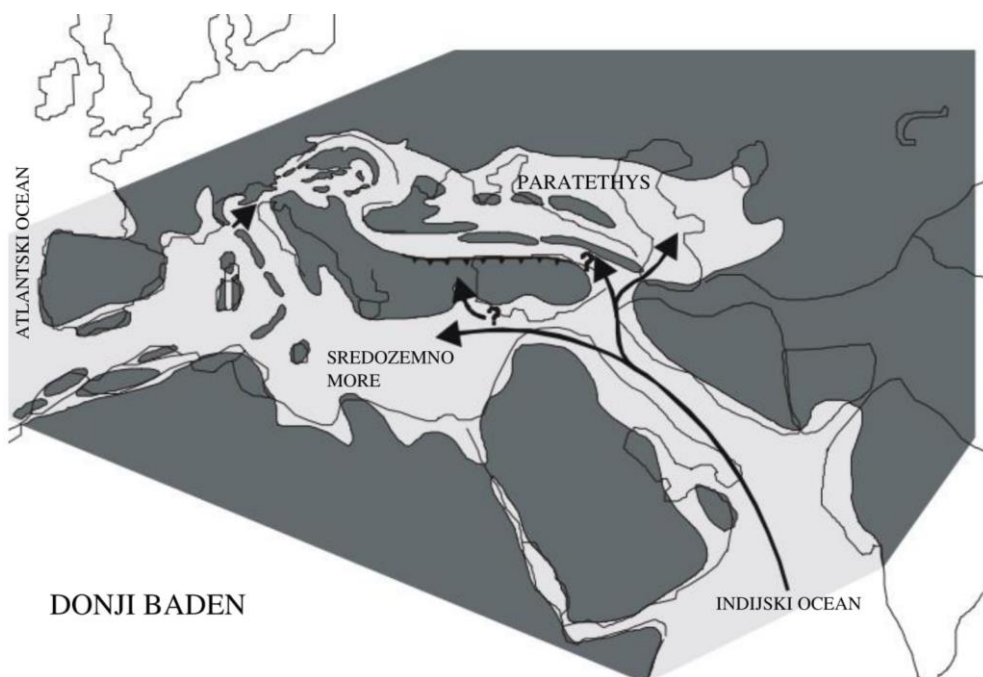 PARATETHYS
ATLANTSKI OCEAN
?
?
SREDOZEMNO
MORE
DONJI BADEN
INDIJSKI OCEAN